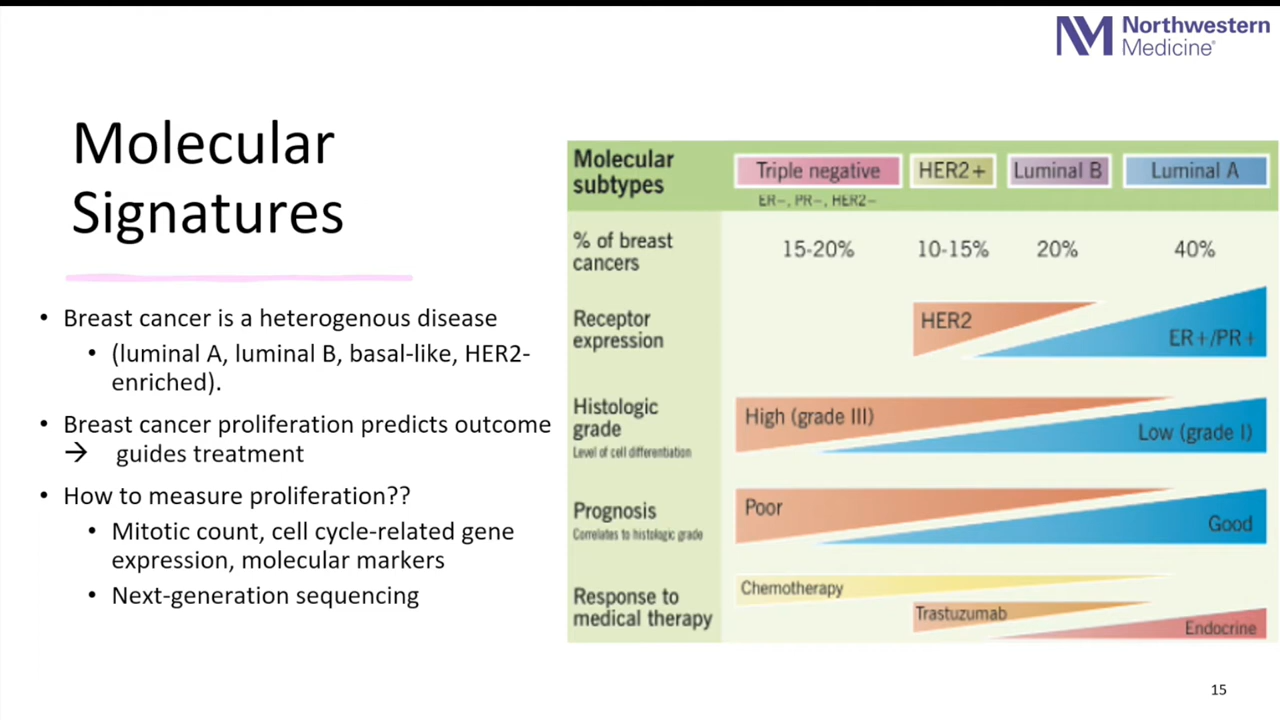 Northwestern
Medicine®
Molecular
Signatures
• Breast cancer is a heterogenous disease
• (luminal A, luminal B, basal-like, HER2-
enriched).
• Breast cancer proliferation predicts outcome
→ guides treatment
• How to measure proliferation??
• Mitotic count, cell cycle-related gene
expression, molecular markers
• Next-generation sequencing
Molecular
subtypes
Triple negative
HER2+
Luminal B
Luminal A
ER−, PR−, HER2−
% of breast
cancers
15-20%
10-15%
20%
40%
Receptor
expression
HER2
ER+/PR+
Histologic
grade
Level of cell differentiation
High (grade III)
Low (grade I)
Prognosis
Correlates to histologic grade
Poor
Good
Response to
medical therapy
Chemotherapy
Trastuzumab
Endocrine
15